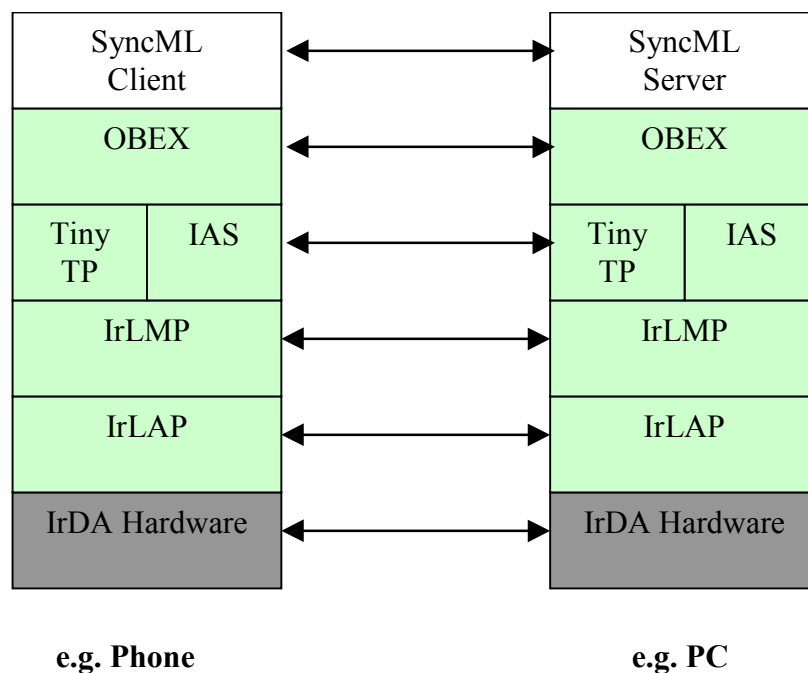 SyncML
Client
SyncML
Server
OBEX
OBEX
Tiny
TP
IAS
Tiny
TP
IAS
IrLMP
IrLMP
IrLAP
IrLAP
IrDA Hardware
IrDA Hardware
e.g. Phone
e.g. PC